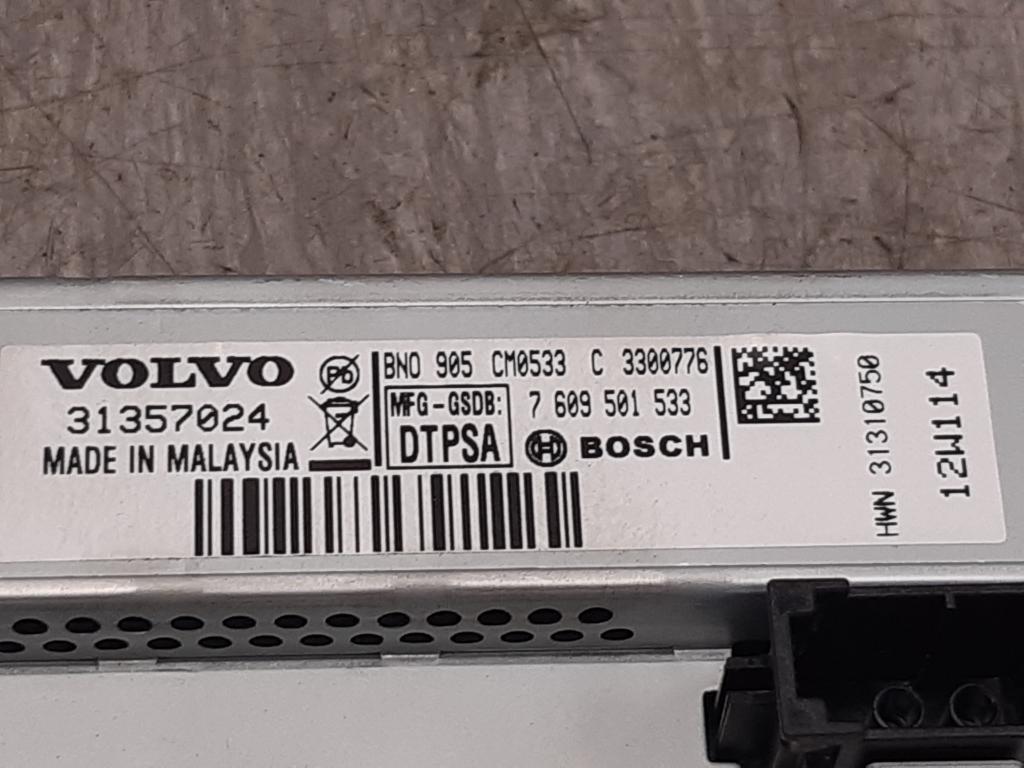 VOLVO
31357024
MADE IN MALAYSIA
Pb
BNO 905 CM0533 C 3300776
MFG-GSDB:
DTPSA
7 609 501 533
BOSCH
HWN 31310750
12W114